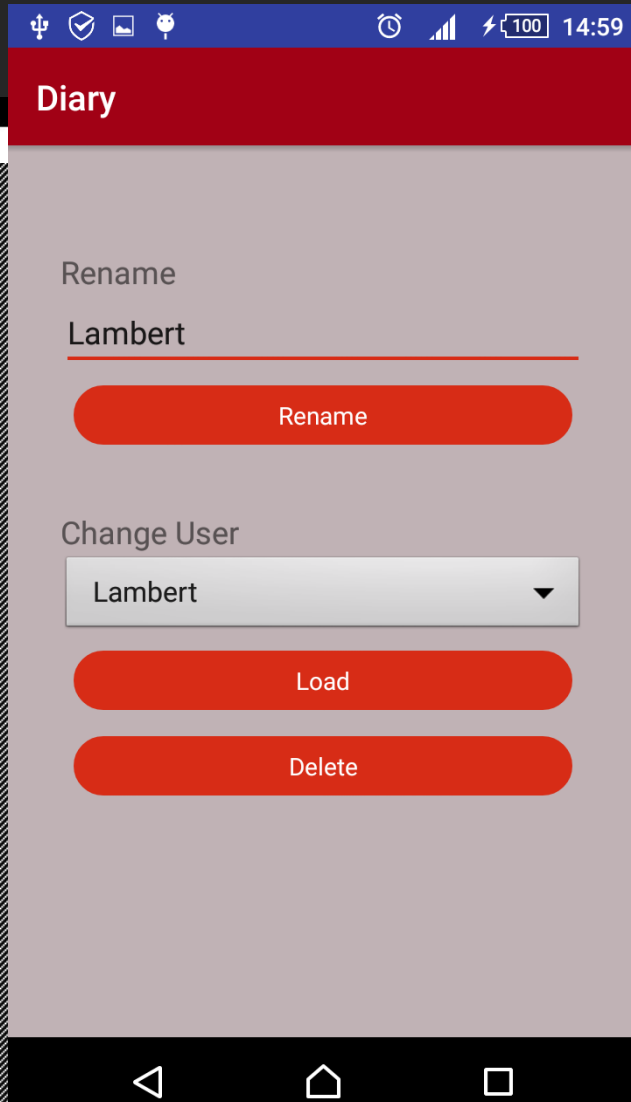 100 14:59
Diary
Rename
Lambert
Rename
Change User
Lambert
Load
Delete